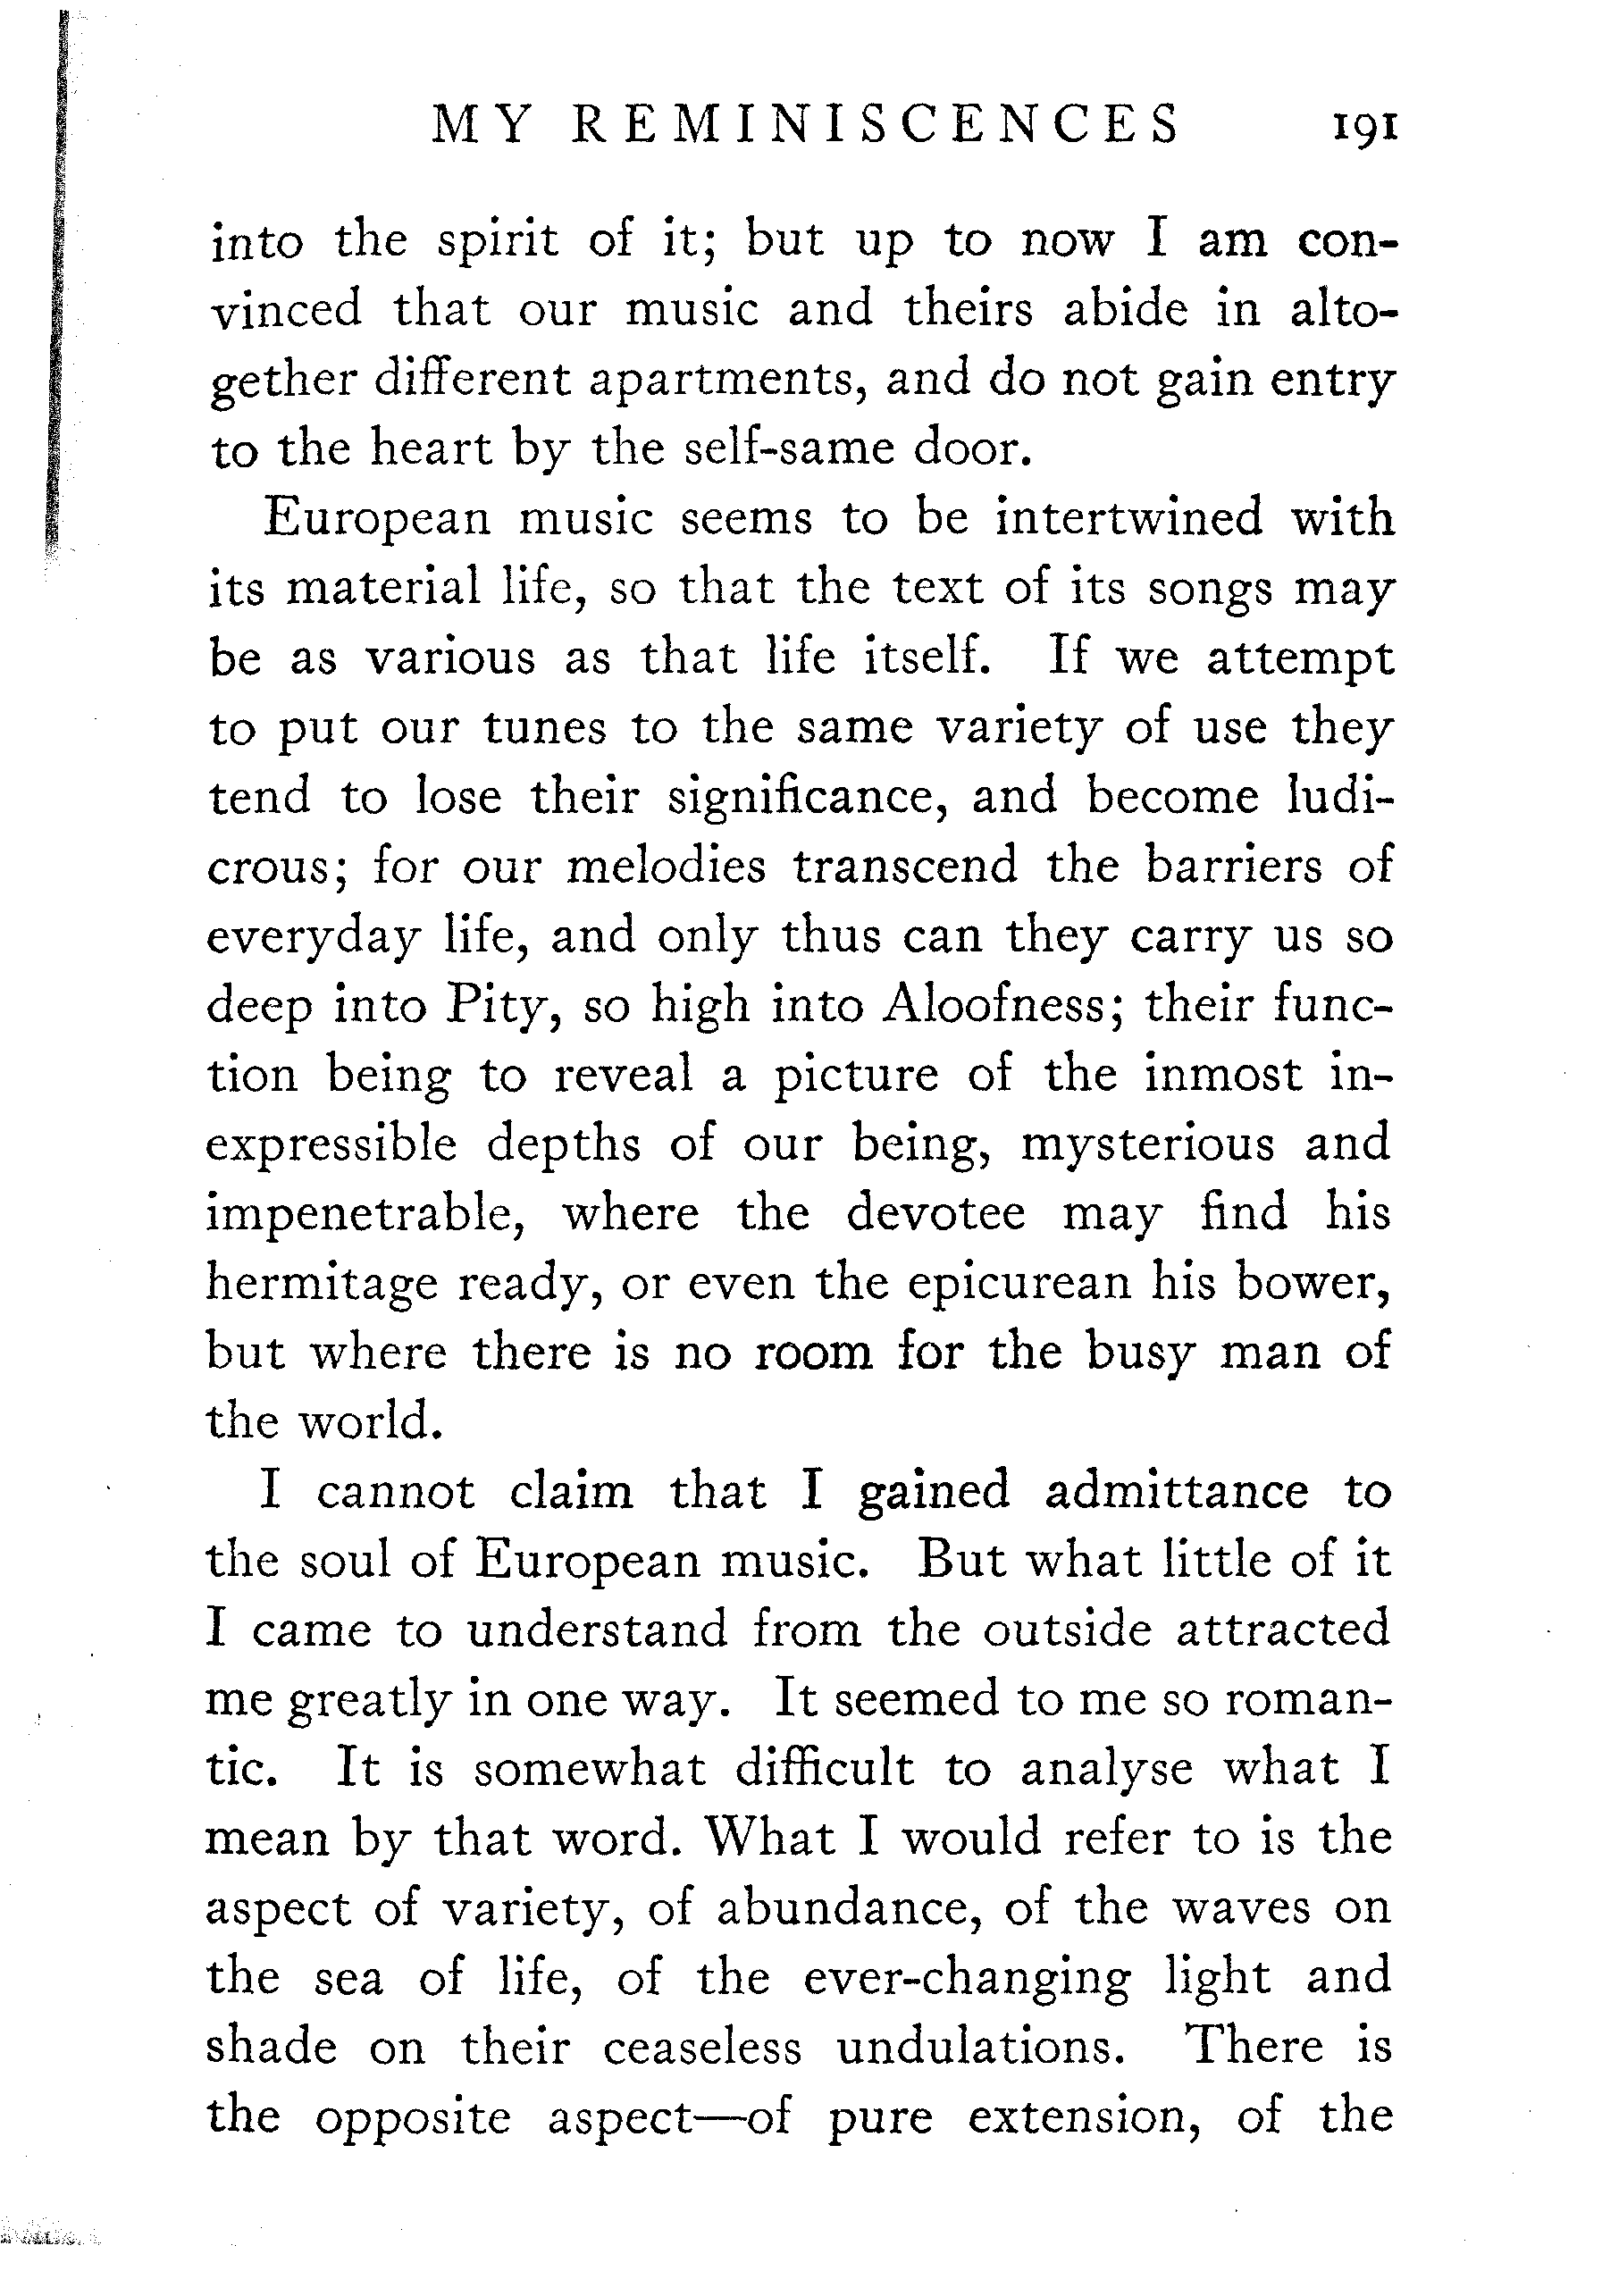 MY REMINISCENCES 191
into the spirit of it; but up to now I am con-
vinced that our music and theirs abide in alto-
gether different apartments, and do not gain entry
to the heart by the self-same door.
European music seems to be intertwined with
its material life, so that the text of its songs may
be as various as that life itself. If we attempt
to put our tunes to the same variety of use they
tend to lose their significance, and become ludi-
crous; for our melodies transcend the barriers of
everyday life, and only thus can they carry us so
deep into Pity, so high into Aloofness; their func-
tion being to reveal a picture of the inmost in-
expressible depths of our being, mysterious and
impenetrable, where the devotee may find his
hermitage ready, or even the epicurean his bower,
but where there is no room for the busy man of
the world.
I cannot claim that I gained admittance to
the soul of European music. But what little of it
I came to understand from the outside attracted
me greatly in one way. It seemed to me so roman-
tic. It is somewhat difficult to analyse what I
mean by that word. What I would refer to is the
aspect of variety, of abundance, of the waves on
the sea of life, of the ever-changing light and
shade on their ceaseless undulations. There is
the opposite aspect—of pure extension, of the